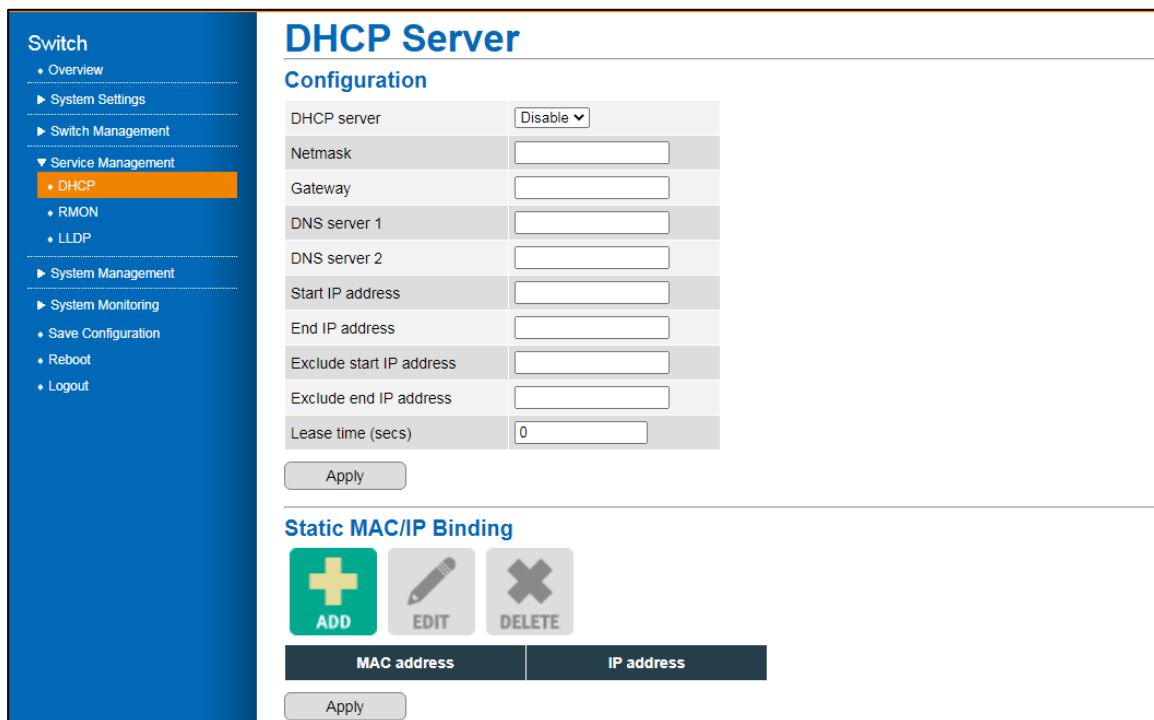 Switch
Overview
System Settings
Switch Management
Service Management
DHCP
RMON
LLDP
System Management
System Monitoring
Save Configuration
Reboot
Logout
DHCP Server
Configuration
DHCP server Disable
Netmask
Gateway
DNS server 1
DNS server 2
Start IP address
End IP address
Exclude start IP address
Exclude end IP address
Lease time (secs) 0
Apply
Static MAC/IP Binding
ADD EDIT DELETE
MAC address IP address
Apply